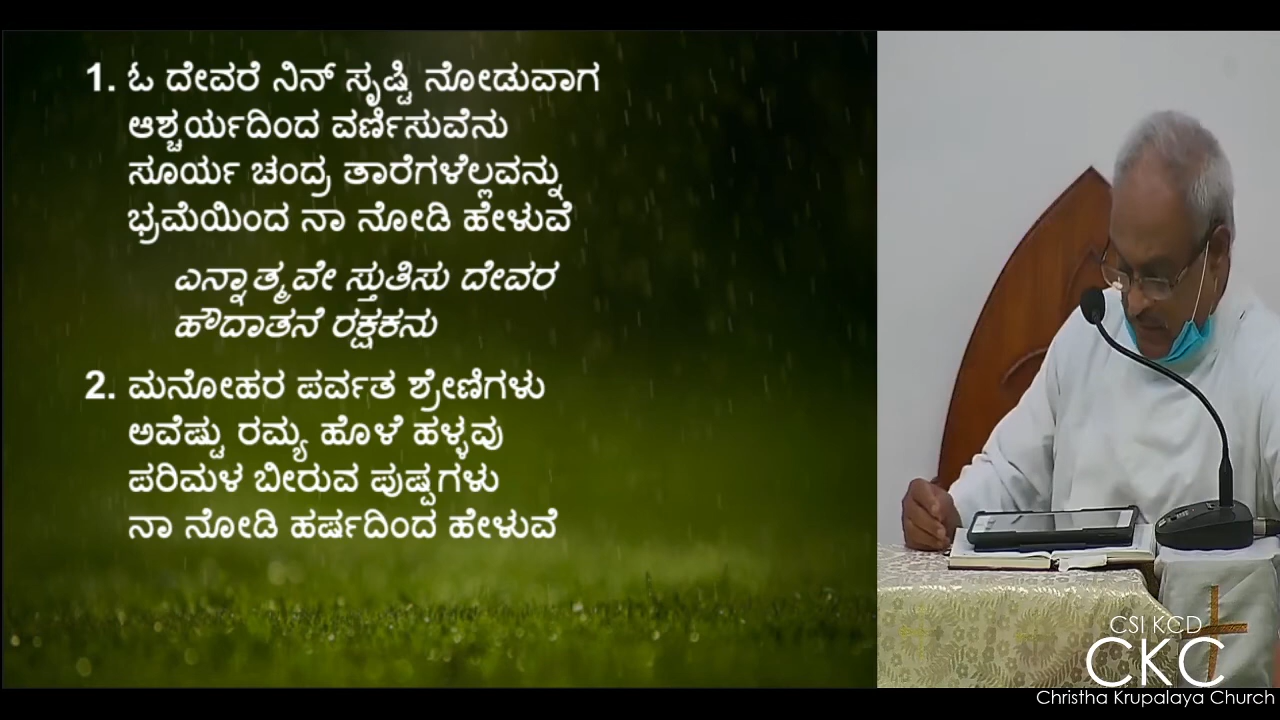 1. ಓ ದೇವರೆ ನಿನ್ ಸೃಷ್ಟಿ ನೋಡುವಾಗ
ಆಶ್ಚರ್ಯದಿಂದ ವರ್ಣಿಸುವೆನು
ಸೂರ್ಯ ಚಂದ್ರ ತಾರೆಗಳೆಲ್ಲವನ್ನು
ಭ್ರಮೆಯಿಂದ ನಾ ನೋಡಿ ಹೇಳುವೆ
ಎನ್ನಾತ್ಮವೇ ಸ್ತುತಿಸು ದೇವರ
ಹೌದಾತನೆ ರಕ್ಷಕನು
2. ಮನೋಹರ ಪರ್ವತ ಶ್ರೇಣಿಗಳು
ಅವೆಷ್ಟು ರಮ್ಯ ಹೊಳೆ ಹಳ್ಳವು
ಪರಿಮಳ ಬೀರುವ ಪುಷ್ಪಗಳು
ನಾ ನೋಡಿ ಹರ್ಷದಿಂದ ಹೇಳುವೆ
CSI KCD
CKC
Christha Krupalaya Church